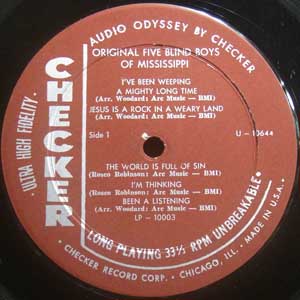 AUDIO ODYSSEY BY CHECKER
ORIGINAL FIVE BLIND BOYS
OF MISSISSIPPI
I'VE BEEN WEEPING
A MIGHTY LONG TIME
(Arr. Woodard: Arc Music — BMI)
JESUS IS A ROCK IN A WEARY LAND
(Arr. Woodard: Arc Music — BMI)
Side 1
U - 10644
THE WORLD IS FULL OF SIN
(Rosco Robinson: Arc Music — BMI)
I'M THINKING
(Rosco Robinson: Arc Music — BMI)
BEEN A LISTENING
(Arr. Woodard: Arc Music — BMI)
LP - 10003
LONG PLAYING 33⅓ RPM UNBREAKABLE
CHECKER
• ULTRA HIGH FIDELITY •
CHECKER RECORD CORP. • CHICAGO, ILL. • MADE IN U.S.A. •